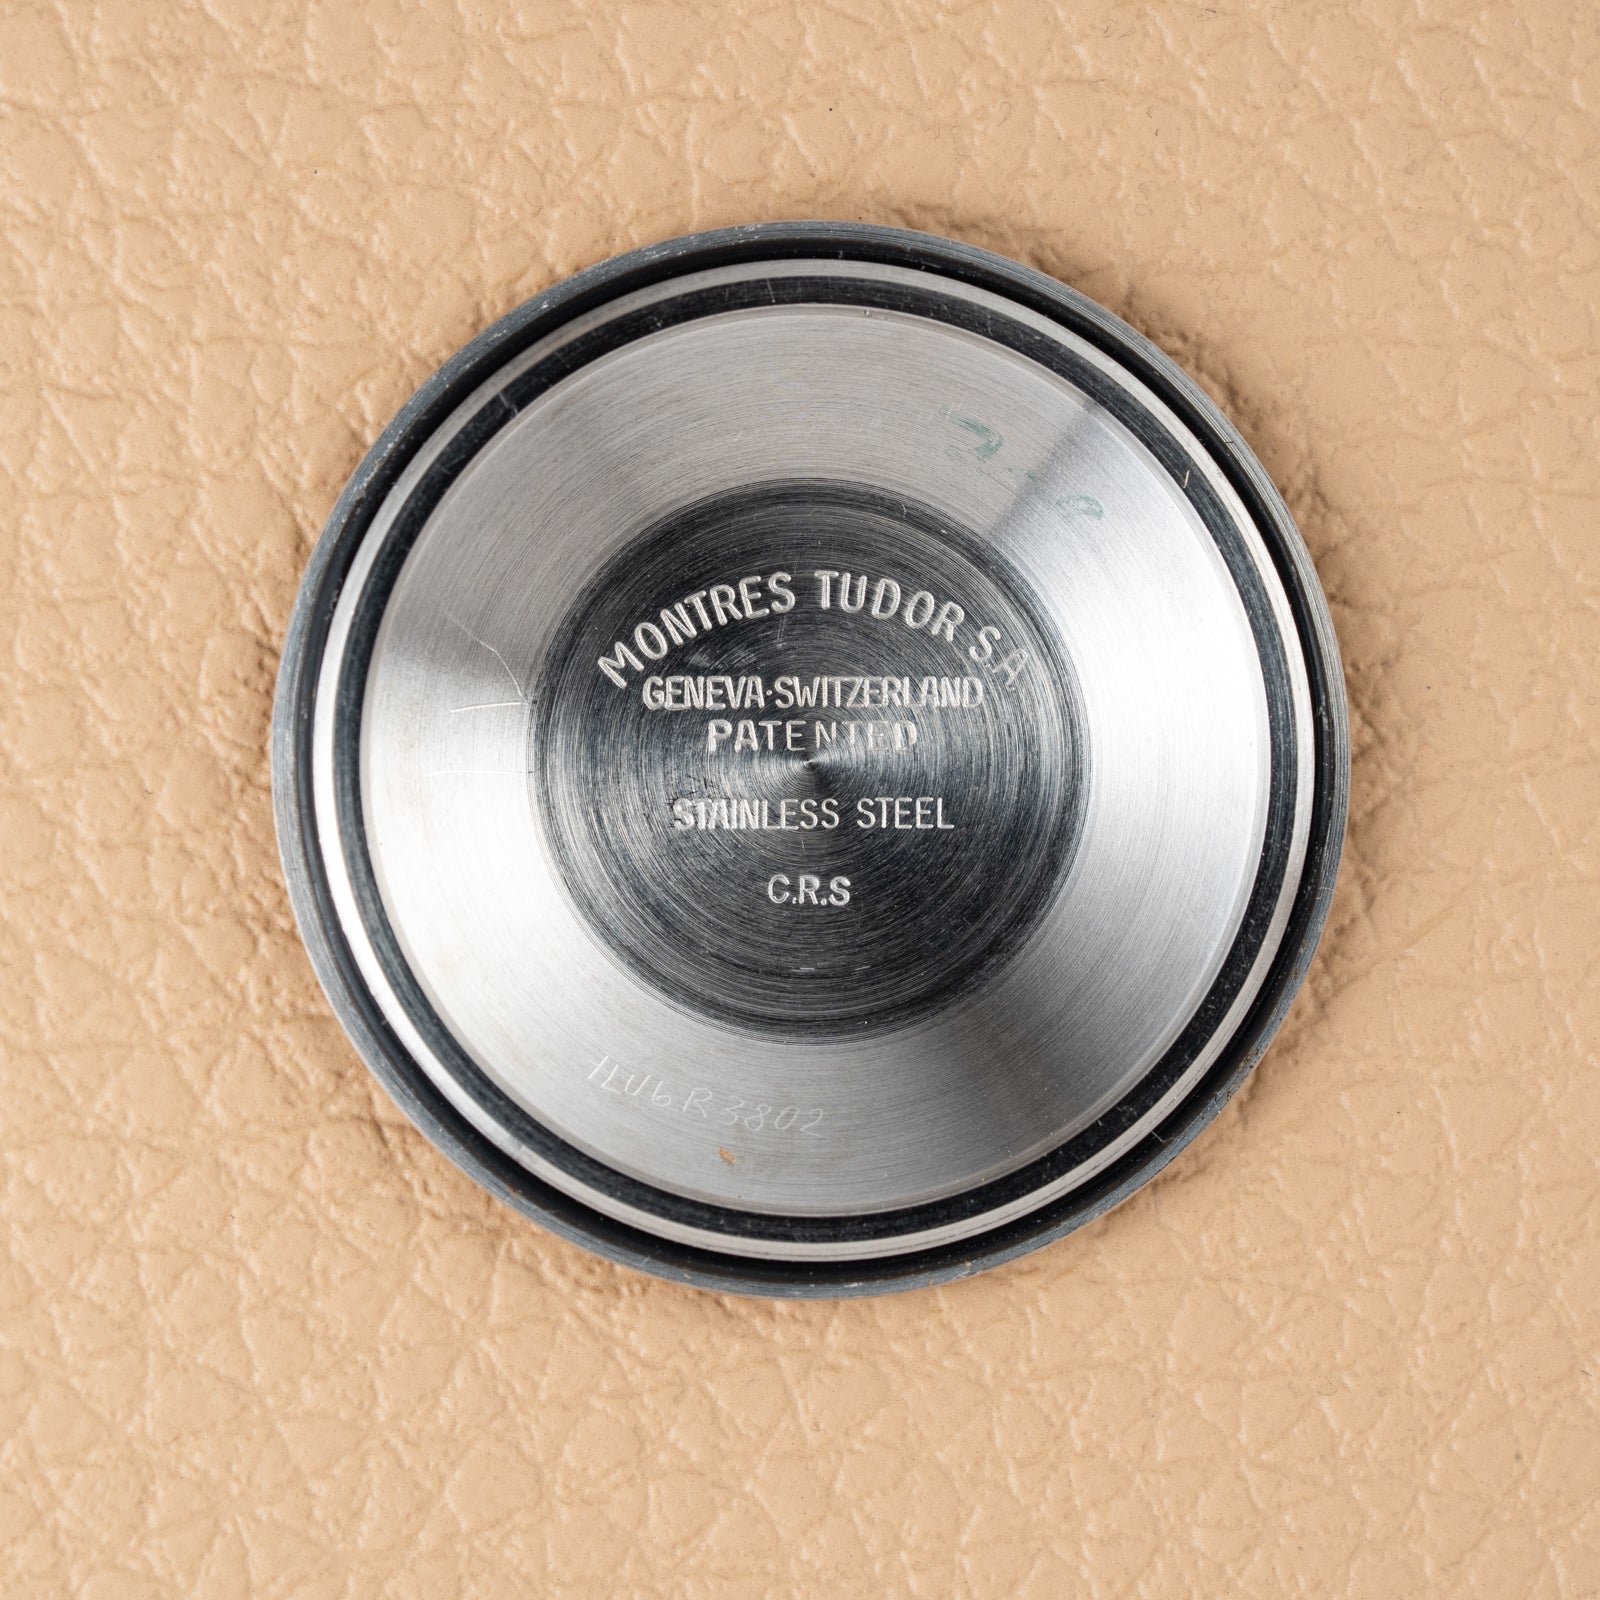 MONTRES TUDOR S.A
GENEVA·SWITZERLAND
PATENTED
STAINLESS STEEL
C.R.S